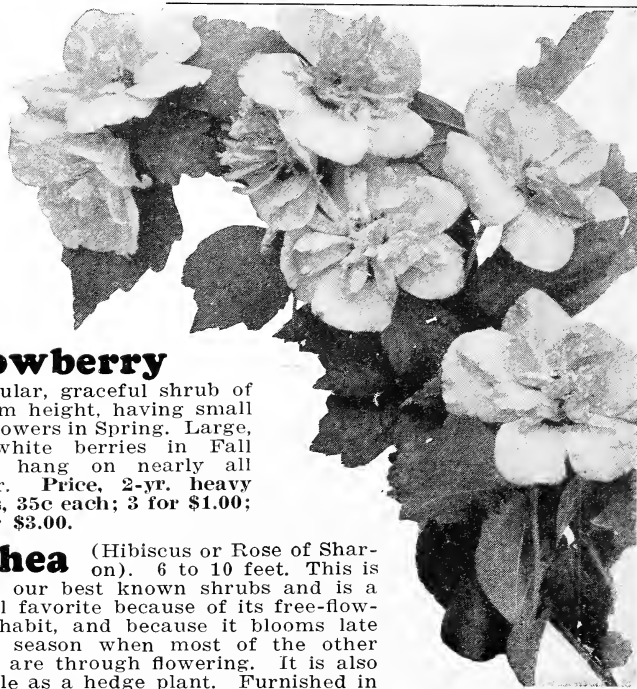 owberry
ular, graceful shrub of
m height, having small
owers in Spring. Large,
white berries in Fall
hang on nearly all
r. Price, 2-yr. heavy
, 35c each; 3 for $1.00;
$3.00.
hea (Hibiscus or Rose of Shar-
on). 6 to 10 feet. This is
our best known shrubs and is a
l favorite because of its free-flow-
habit, and because it blooms late
season when most of the other
are through flowering. It is also
le as a hedge plant. Furnished in